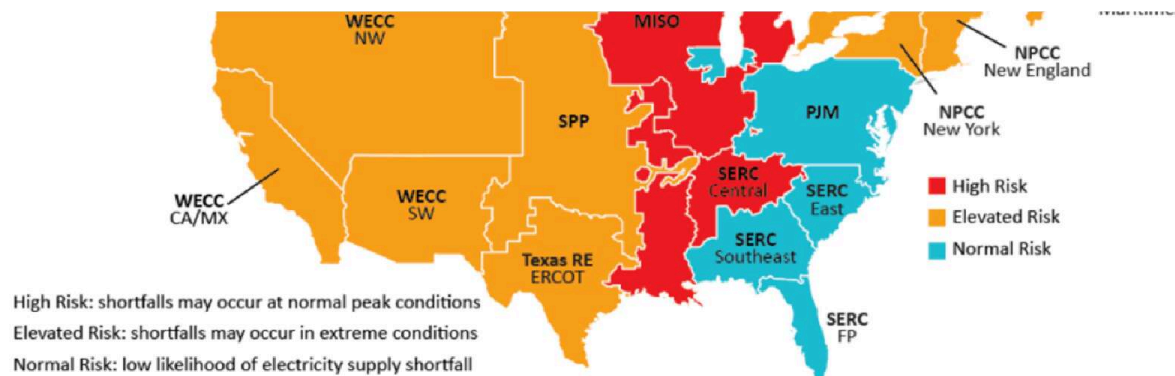 Maritime
WECC
NW
MISO
NPCC
New England
SPP
PJM
NPCC
New York
WECC
CA/MX
WECC
SW
SERC
Central
SERC
East
High Risk
Elevated Risk
Normal Risk
SERC
Southeast
Texas RE
ERCOT
SERC
FP
High Risk: shortfalls may occur at normal peak conditions
Elevated Risk: shortfalls may occur in extreme conditions
Normal Risk: low likelihood of electricity supply shortfall